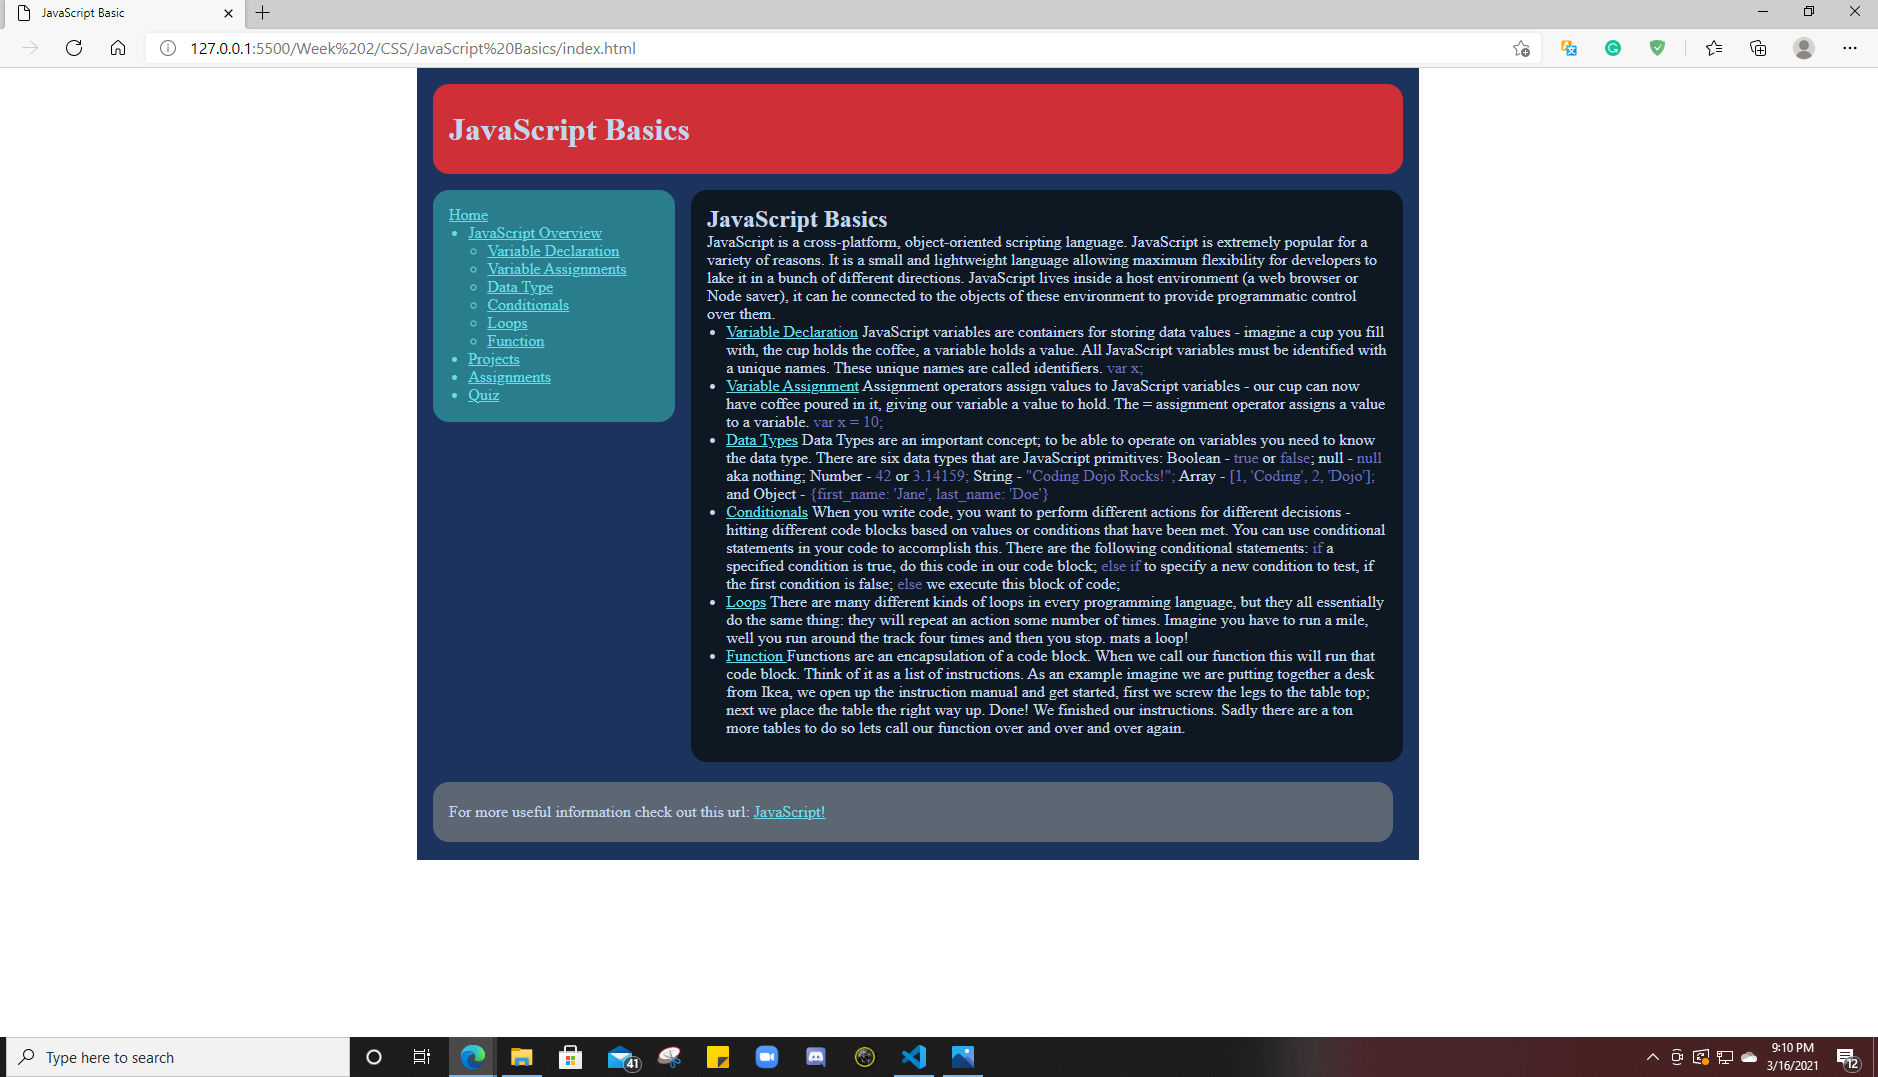 JavaScript Basic
127.0.0.1:5500/Week%202/CSS/JavaScript%20Basics/index.html
JavaScript Basics
Home
JavaScript Overview
Variable Declaration
Variable Assignments
Data Type
Conditionals
Loops
Function
Projects
Assignments
Quiz
JavaScript Basics
JavaScript is a cross-platform, object-oriented scripting language. JavaScript is extremely popular for a
variety of reasons. It is a small and lightweight language allowing maximum flexibility for developers to
lake it in a bunch of different directions. JavaScript lives inside a host environment (a web browser or
Node saver), it can he connected to the objects of these environment to provide programmatic control
over them.
Variable Declaration JavaScript variables are containers for storing data values - imagine a cup you fill
with, the cup holds the coffee, a variable holds a value. All JavaScript variables must be identified with
a unique names. These unique names are called identifiers. var x;
Variable Assignment Assignment operators assign values to JavaScript variables - our cup can now
have coffee poured in it, giving our variable a value to hold. The = assignment operator assigns a value
to a variable. var x = 10;
Data Types Data Types are an important concept; to be able to operate on variables you need to know
the data type. There are six data types that are JavaScript primitives: Boolean - true or false; null - null
aka nothing; Number - 42 or 3.14159; String - "Coding Dojo Rocks!"; Array - [1, 'Coding', 2, 'Dojo'];
and Object - {first_name: 'Jane', last_name: 'Doe'}
Conditionals When you write code, you want to perform different actions for different decisions -
hitting different code blocks based on values or conditions that have been met. You can use conditional
statements in your code to accomplish this. There are the following conditional statements: if a
specified condition is true, do this code in our code block; else if to specify a new condition to test, if
the first condition is false; else we execute this block of code;
Loops There are many different kinds of loops in every programming language, but they all essentially
do the same thing: they will repeat an action some number of times. Imagine you have to run a mile,
well you run around the track four times and then you stop. mats a loop!
Function Functions are an encapsulation of a code block. When we call our function this will run that
code block. Think of it as a list of instructions. As an example imagine we are putting together a desk
from Ikea, we open up the instruction manual and get started, first we screw the legs to the table top;
next we place the table the right way up. Done! We finished our instructions. Sadly there are a ton
more tables to do so lets call our function over and over and over again.
For more useful information check out this url: JavaScript!
Type here to search
41
9:10 PM
3/16/2021
12